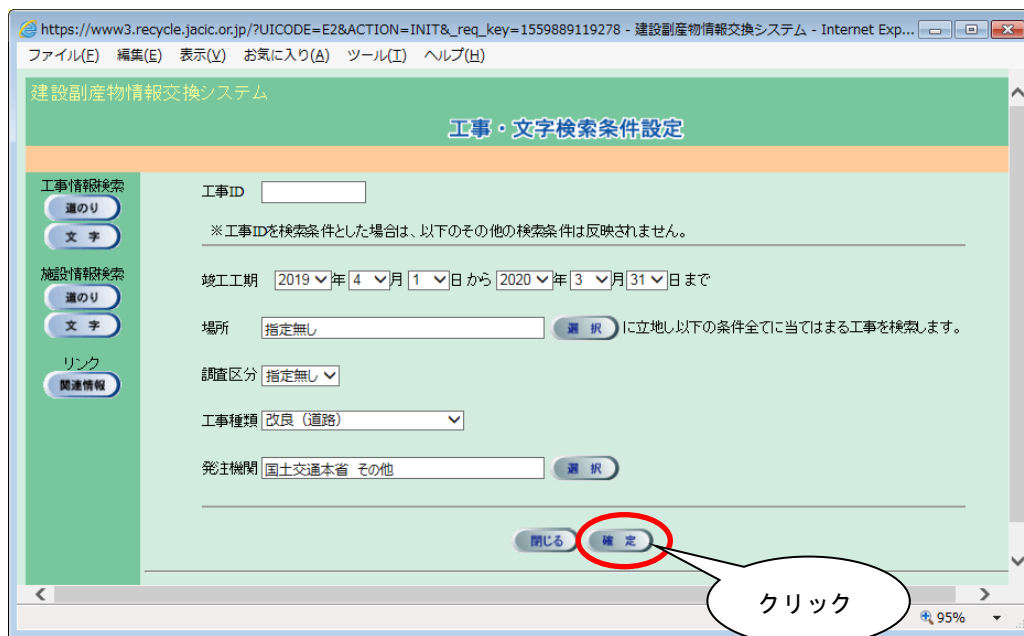 https://www3.recycle.jacic.or.jp/?UICODE=E2&ACTION=INIT&_req_key=1559889119278 - 建設副産物情報交換システム - Internet Exp...
ファイル(F) 編集(E) 表示(V) お気に入り(A) ツール(T) ヘルプ(H)
建設副産物情報交換システム
工事・文字検索条件設定
工事情報検索
道のり
文 字
施設情報検索
道のり
文 字
リンク
関連情報
工事ID
※工事IDを検索条件とした場合は、以下のその他の検索条件は反映されません。
竣工工期 2019 年 4 月 1 日 から 2020 年 3 月 31 日 まで
場所 指定無し 選 択 に立地し以下の条件全てに当てはまる工事を検索します。
調査区分 指定無し
工事種類 改良（道路）
発注機関 国土交通本省 その他 選 択
閉じる 確 定
クリック
95%